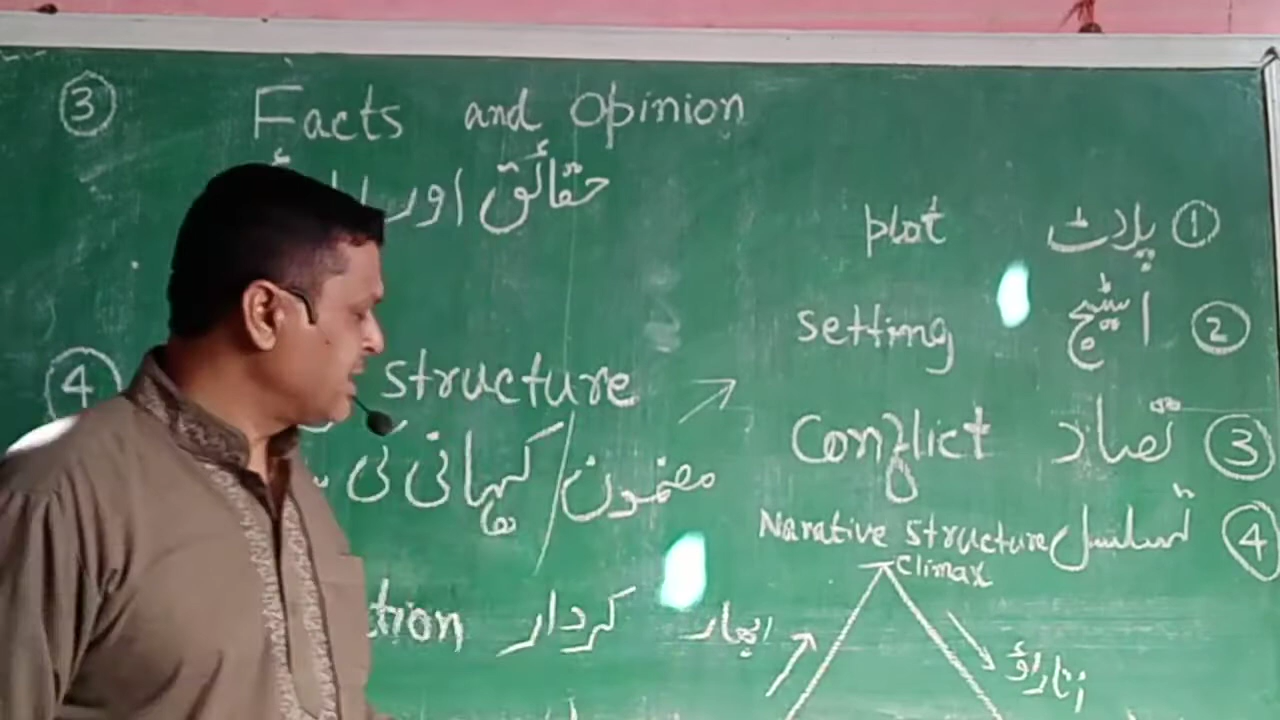 ③ Facts and Opinion
حقائق اور
④ structure
مضمون/کہانی کی
ction کردار
plot پلاٹ ①
setting اسٹیج ②
Conflict تضاد ③
Narative structure تسلسل ④
Climax
ابھار
اتار